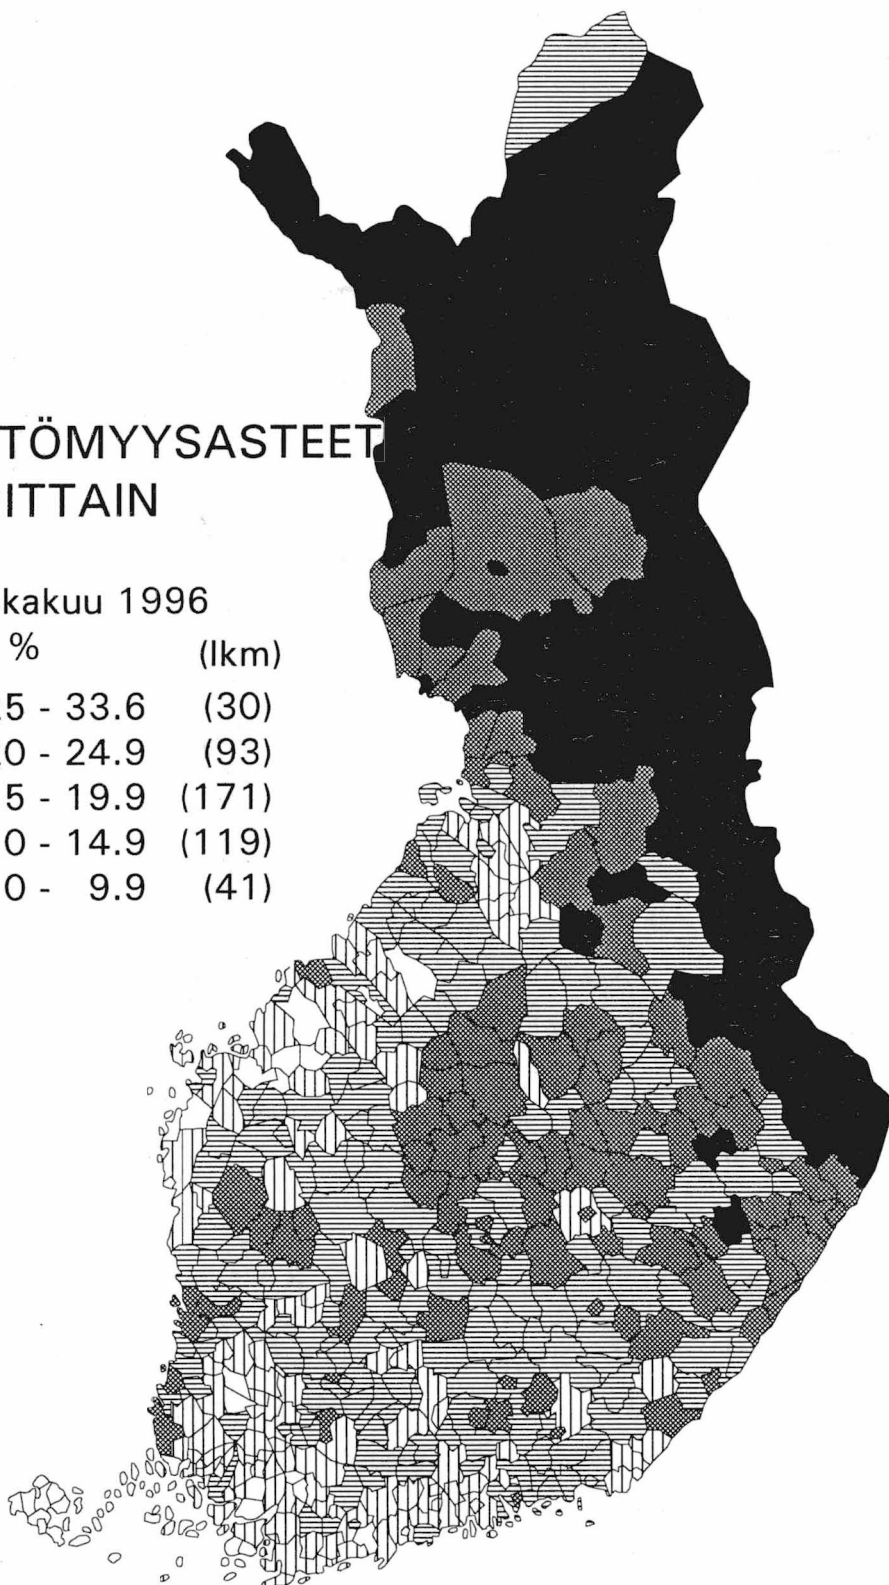 TÖMYYSASTEET
ITTAIN
kakuu 1996
% (lkm)
5 - 33.6 (30)
0 - 24.9 (93)
5 - 19.9 (171)
0 - 14.9 (119)
0 - 9.9 (41)